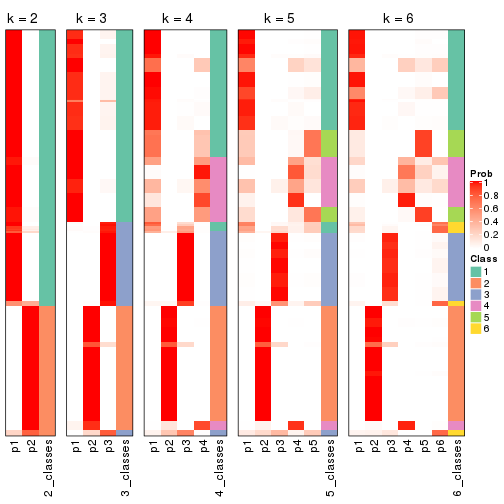 k = 2
k = 3
k = 4
k = 5
k = 6
Prob
1
0.8
0.6
0.4
0.2
0
Class
1
2
3
4
5
6
p1
p2
2_classes
p1
p2
p3
3_classes
p1
p2
p3
p4
4_classes
p1
p2
p3
p4
p5
5_classes
p1
p2
p3
p4
p5
p6
6_classes